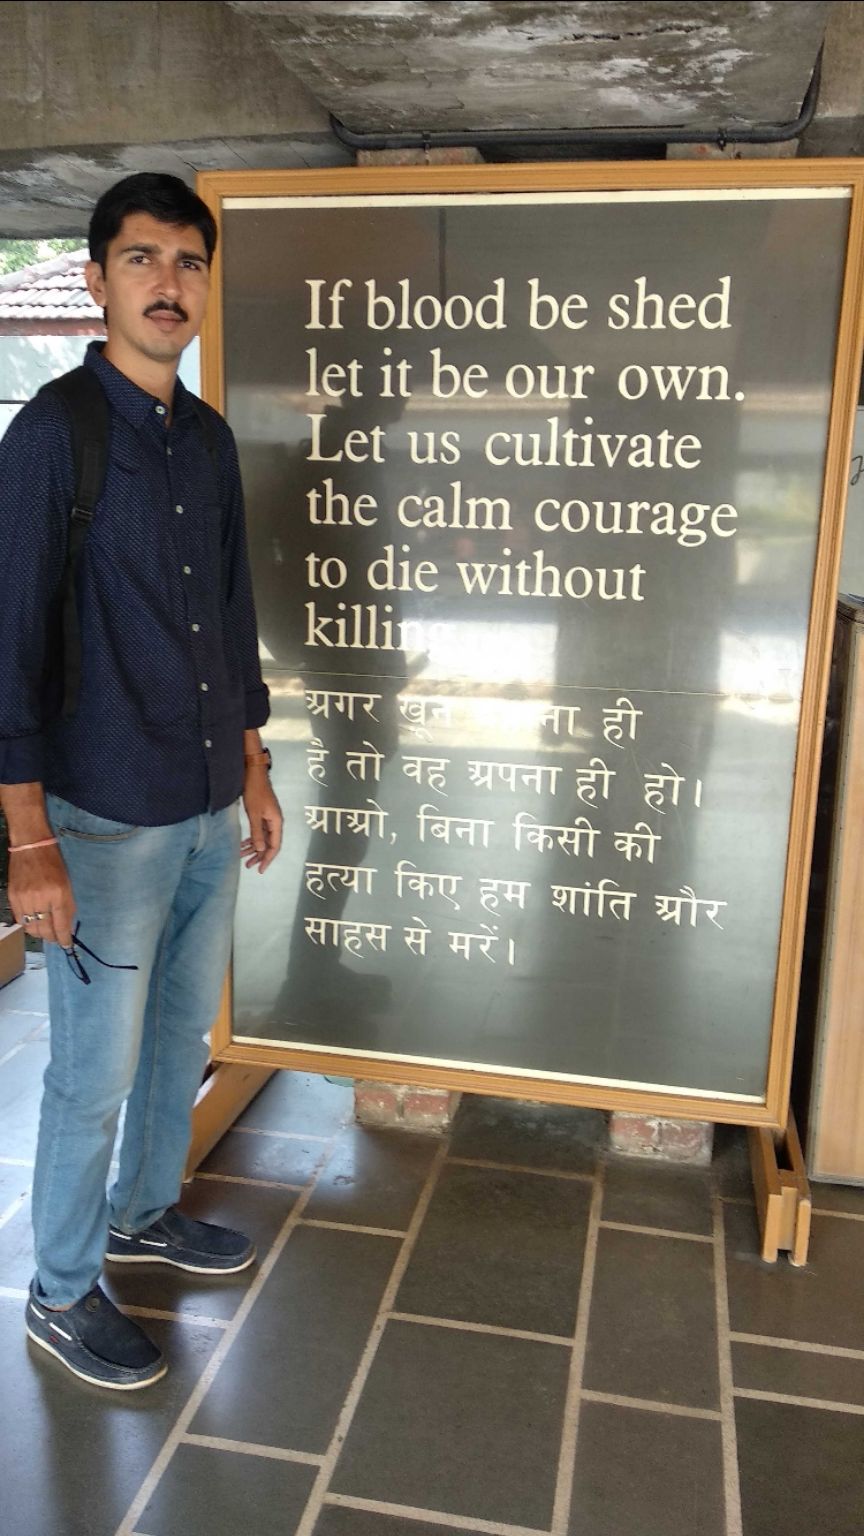 If blood be shed
let it be our own.
Let us cultivate
the calm courage
to die without
killing
अगर खून ही
है तो वह अपना ही हो।
आओ, बिना किसी की
हत्या किए हम शांति और
साहस से मरें।